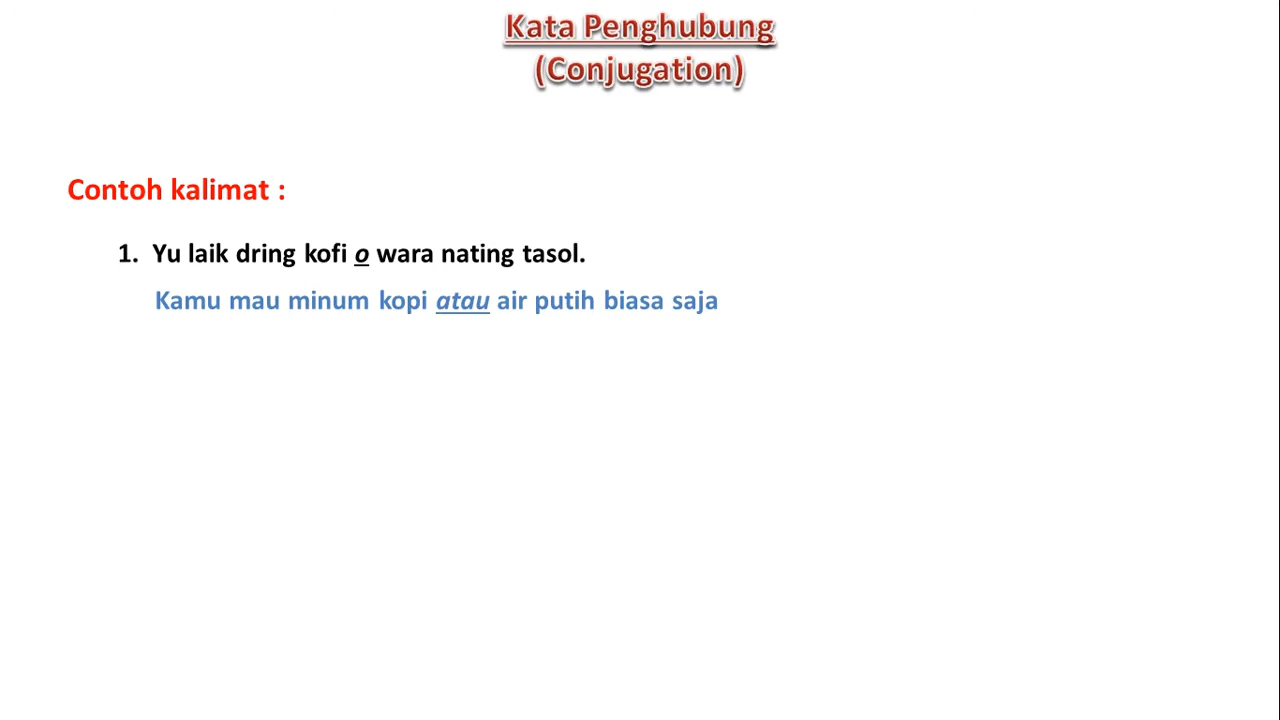 Kata Penghubung
(Conjugation)
Contoh kalimat :
1. Yu laik dring kofi o wara nating tasol.
Kamu mau minum kopi atau air putih biasa saja